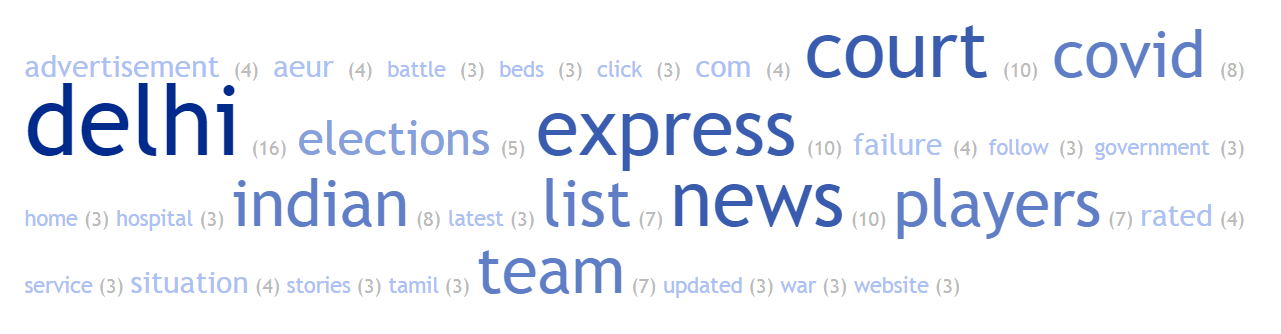 advertisement (4) aeur (4) battle (3) beds (3) click (3) com (4) court (10) covid (8)
delhi (16) elections (5) express (10) failure (4) follow (3) government (3)
home (3) hospital (3) indian (8) latest (3) list (7) news (10) players (7) rated (4)
service (3) situation (4) stories (3) tamil (3) team (7) updated (3) war (3) website (3)